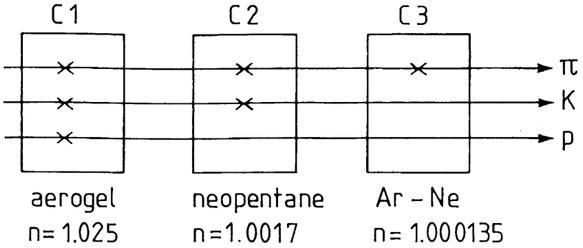 C1 C2 C3
π
K
p
aerogel neopentane Ar-Ne
n=1.025 n=1.0017 n=1.000135